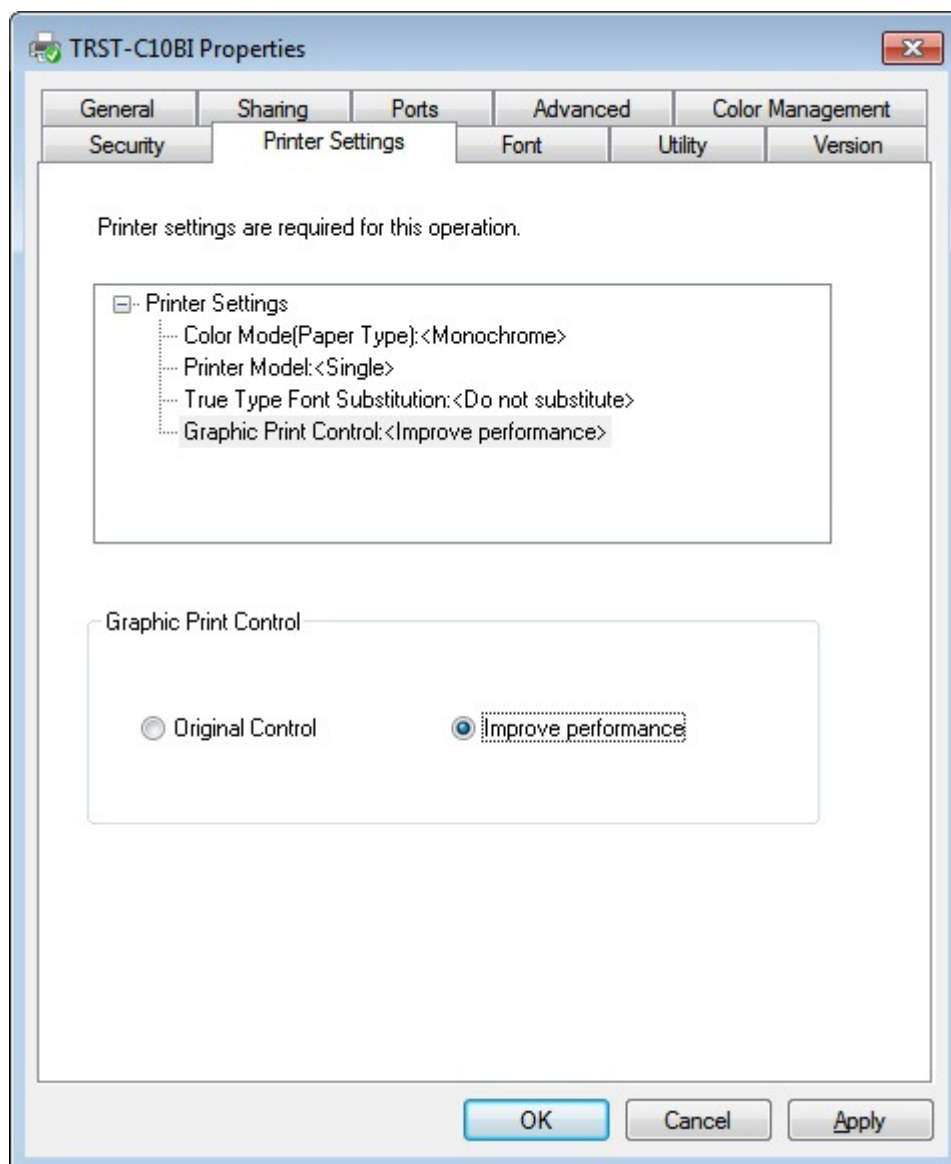 TRST-C10BI Properties
General Sharing Ports Advanced Color Management
Security Printer Settings Font Utility Version
Printer settings are required for this operation.
Printer Settings
Color Mode(Paper Type):<Monochrome>
Printer Model:<Single>
True Type Font Substitution:<Do not substitute>
Graphic Print Control:<Improve performance>
Graphic Print Control
Original Control Improve performance
OK Cancel Apply